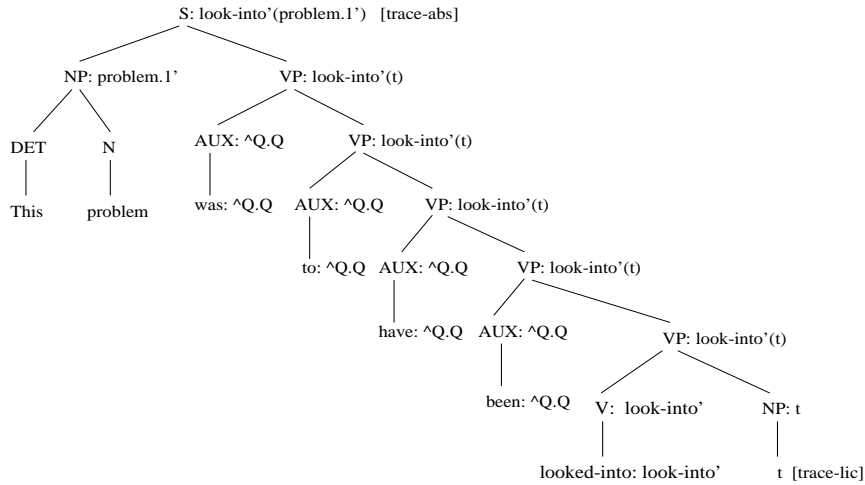 S: look-into’(problem.1’) [trace-abs]
NP: problem.1’ VP: look-into’(t)
DET N AUX: ^Q.Q VP: look-into’(t)
This problem was: ^Q.Q AUX: ^Q.Q VP: look-into’(t)
to: ^Q.Q AUX: ^Q.Q VP: look-into’(t)
have: ^Q.Q AUX: ^Q.Q VP: look-into’(t)
been: ^Q.Q V: look-into’ NP: t
looked-into: look-into’ t [trace-lic]